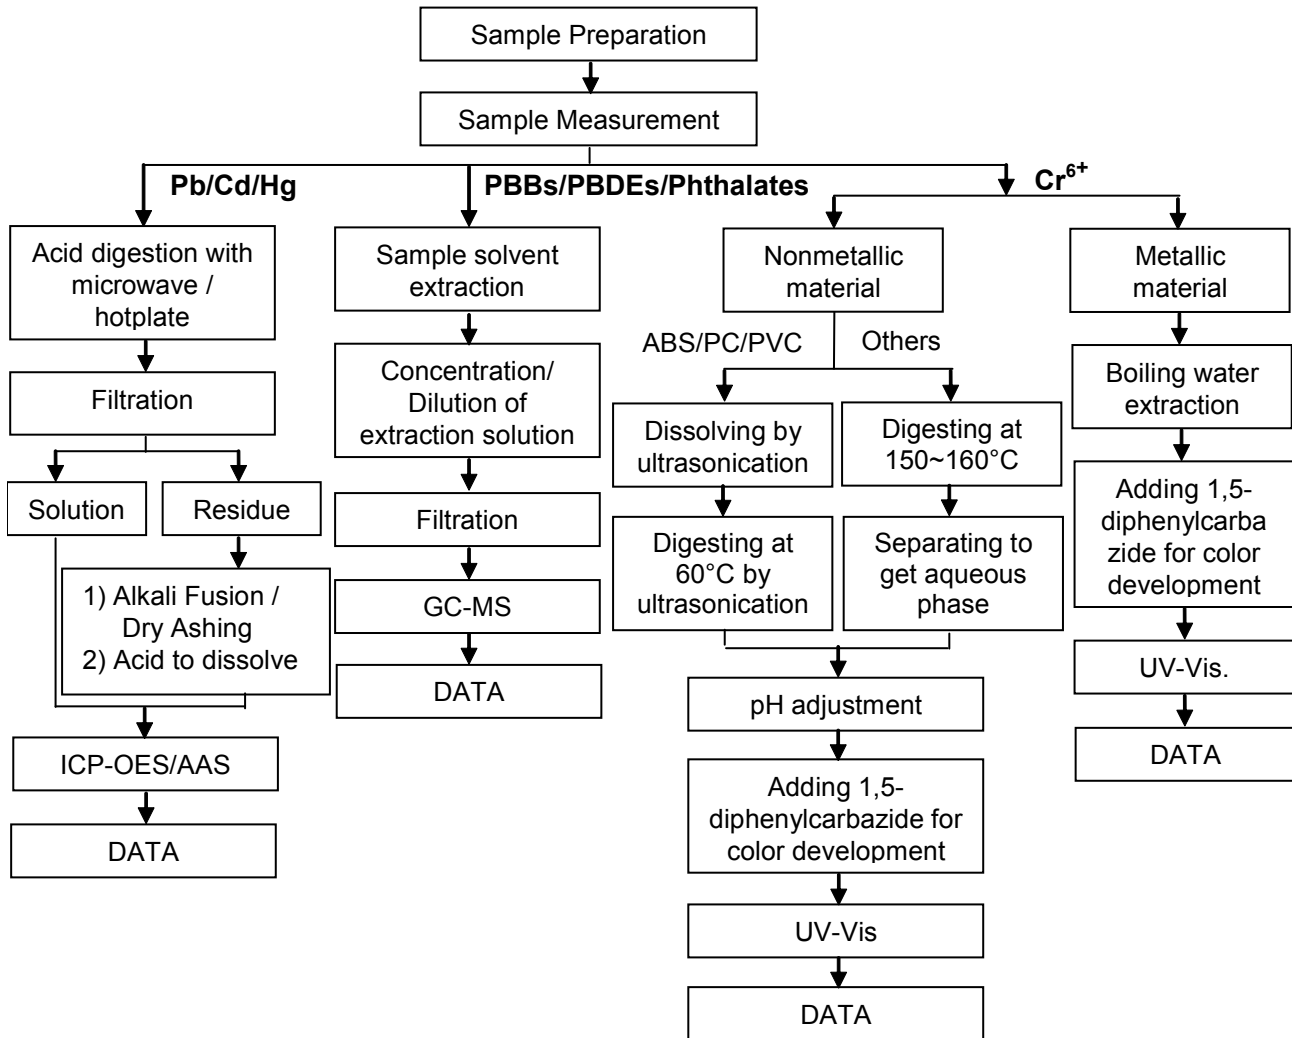 Sample Preparation
Sample Measurement
Pb/Cd/Hg
PBBs/PBDEs/Phthalates
Cr6+
Acid digestion with
microwave /
hotplate
Filtration
Solution
Residue
1) Alkali Fusion /
Dry Ashing
2) Acid to dissolve
ICP-OES/AAS
DATA
Sample solvent
extraction
Concentration/
Dilution of
extraction solution
Filtration
GC-MS
DATA
Nonmetallic
material
ABS/PC/PVC
Others
Dissolving by
ultrasonication
Digesting at
60°C by
ultrasonication
Digesting at
150~160°C
Separating to
get aqueous
phase
pH adjustment
Adding 1,5-
diphenylcarbazide for
color development
UV-Vis
DATA
Metallic
material
Boiling water
extraction
Adding 1,5-
diphenylcarba
zide for color
development
UV-Vis.
DATA